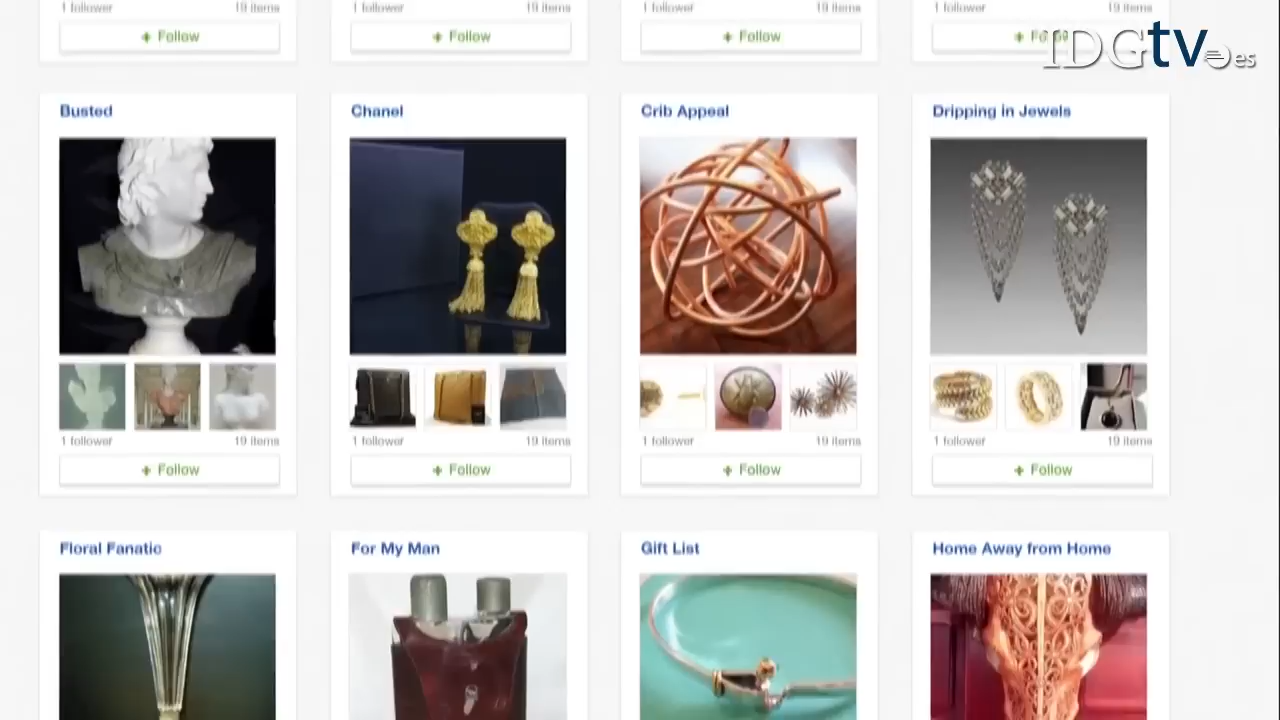 1 follower 19 items 1 follower 19 items 1 follower 19 items 1 follower 19 items
+ Follow + Follow + Follow
IDGtv.es
Busted Chanel Crib Appeal Dripping in Jewels
1 follower 19 items 1 follower 19 items 1 follower 19 items 1 follower 19 items
+ Follow + Follow + Follow + Follow
Floral Fanatic For My Man Gift List Home Away from Home